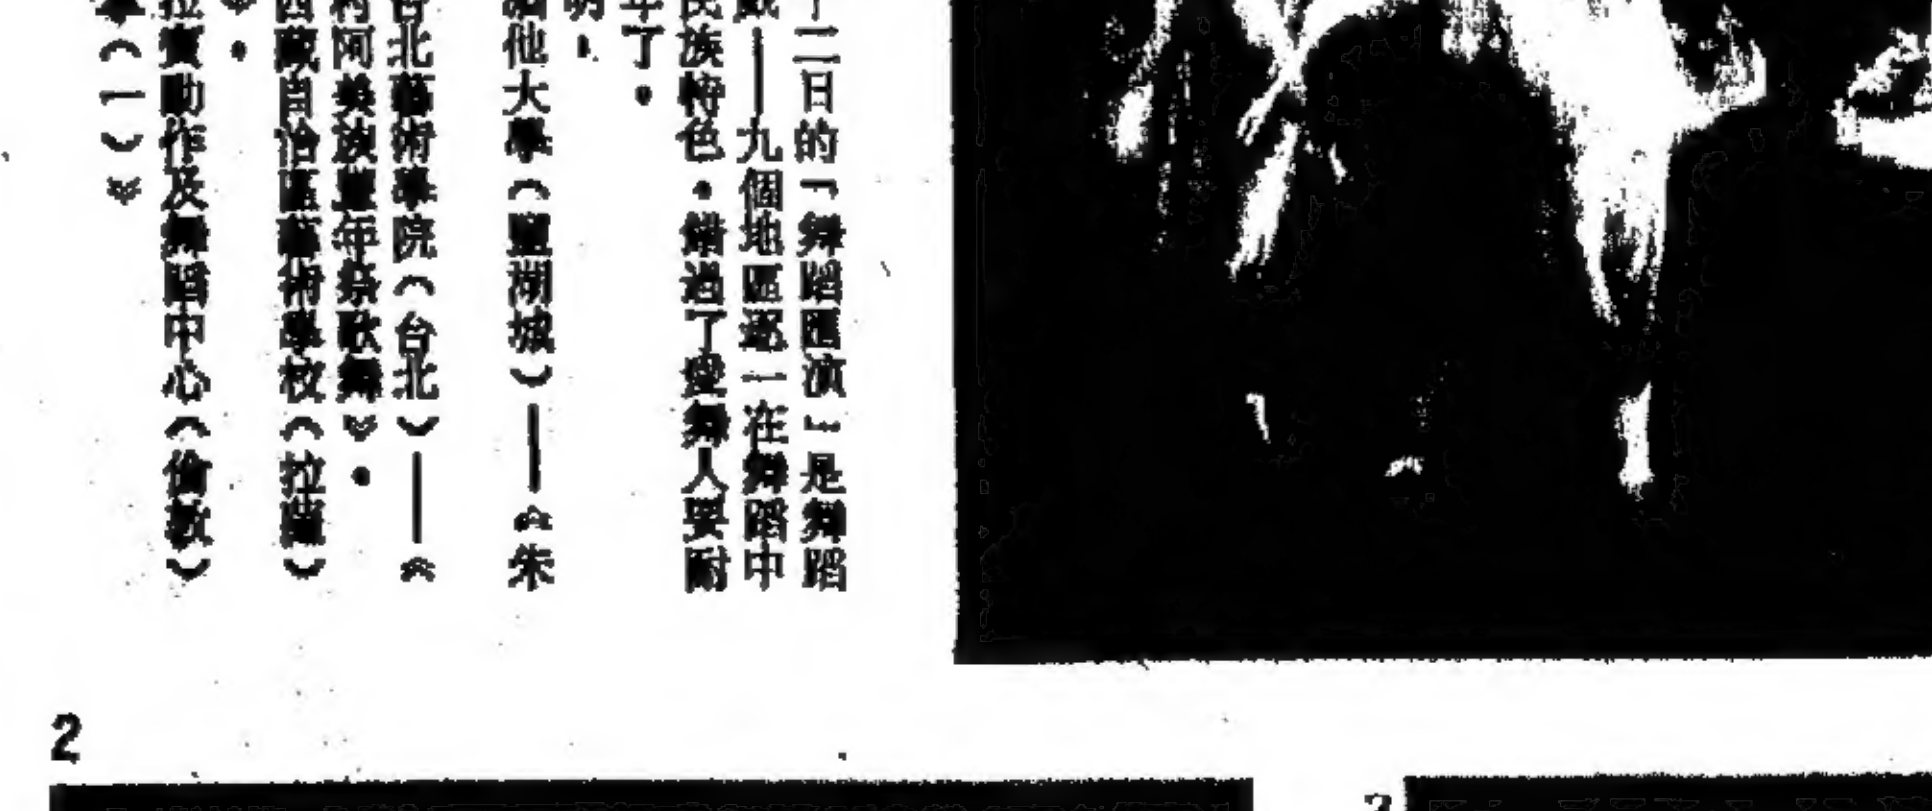 十二日的「舞蹈匯演」是舞蹈
戲——九個地區逐一在舞蹈中
民族特色。錯過了愛舞人要耐
年了。
明，
他大學（鹽湖城）——《朱
台北藝術學院（台北）——《
阿美族豐年祭歌舞》。
西藏自治區藝術學校（拉薩）
》。
拉賓動作及舞蹈中心（倫敦）
（一）》
2
3